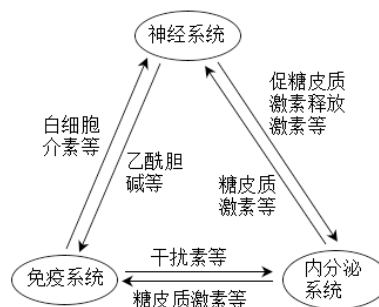 神经系统
白细胞
介素等
促糖皮质
激素释放
激素等
乙酰胆
碱等
糖皮质
激素等
免疫系统
干扰素等
糖皮质激素等
内分泌
系统